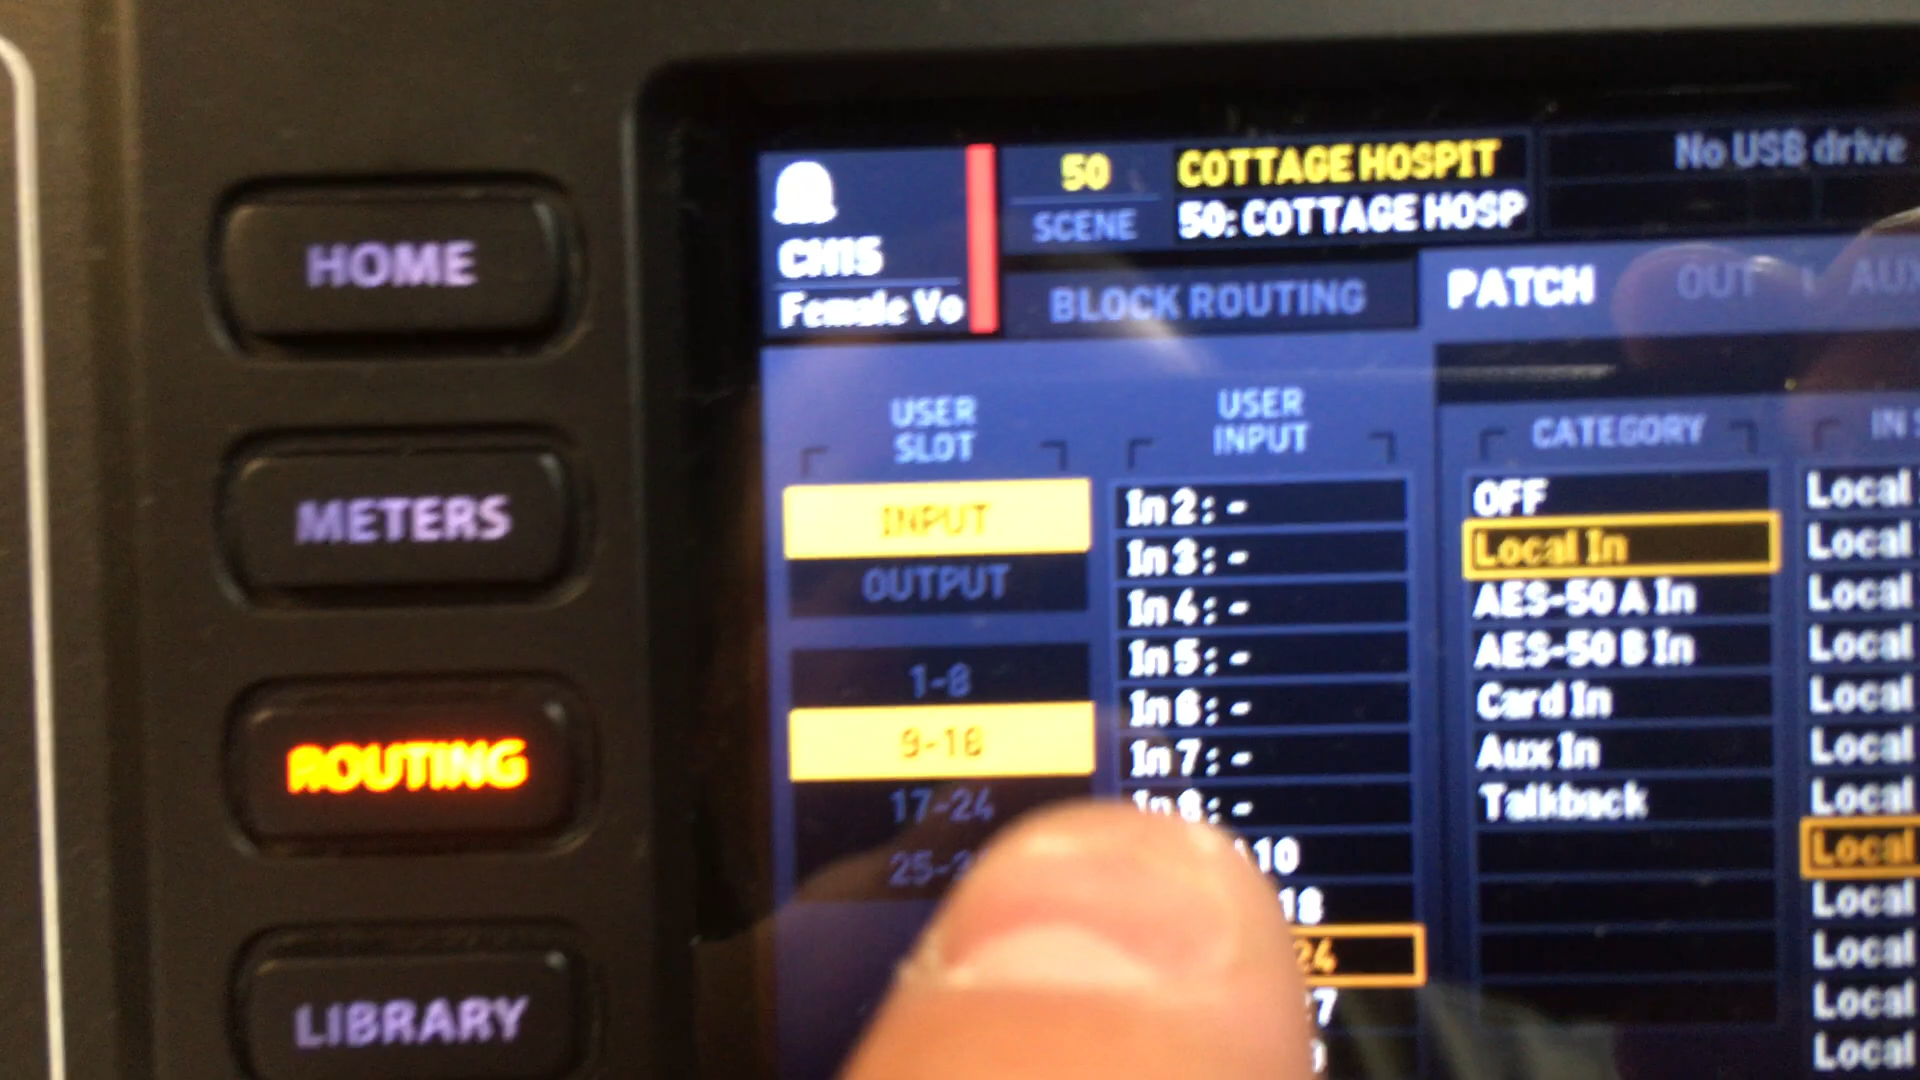 HOME
METERS
ROUTING
LIBRARY
CH15
Female Vo
50
SCENE
COTTAGE HOSPIT
50: COTTAGE HOSP
No USB drive
BLOCK ROUTING
PATCH
OUT
AUX
USER
SLOT
INPUT
OUTPUT
1-8
9-16
17-24
USER
INPUT
In 2: -
In 3: -
In 4: -
In 5: -
In 6: -
In 7: -
In 8: -
10
18
24
CATEGORY
OFF
Local In
AES-50 A In
AES-50 B In
Card In
Aux In
Talkback
IN
Local
Local
Local
Local
Local
Local
Local
Local
Local
Local
Local
Local